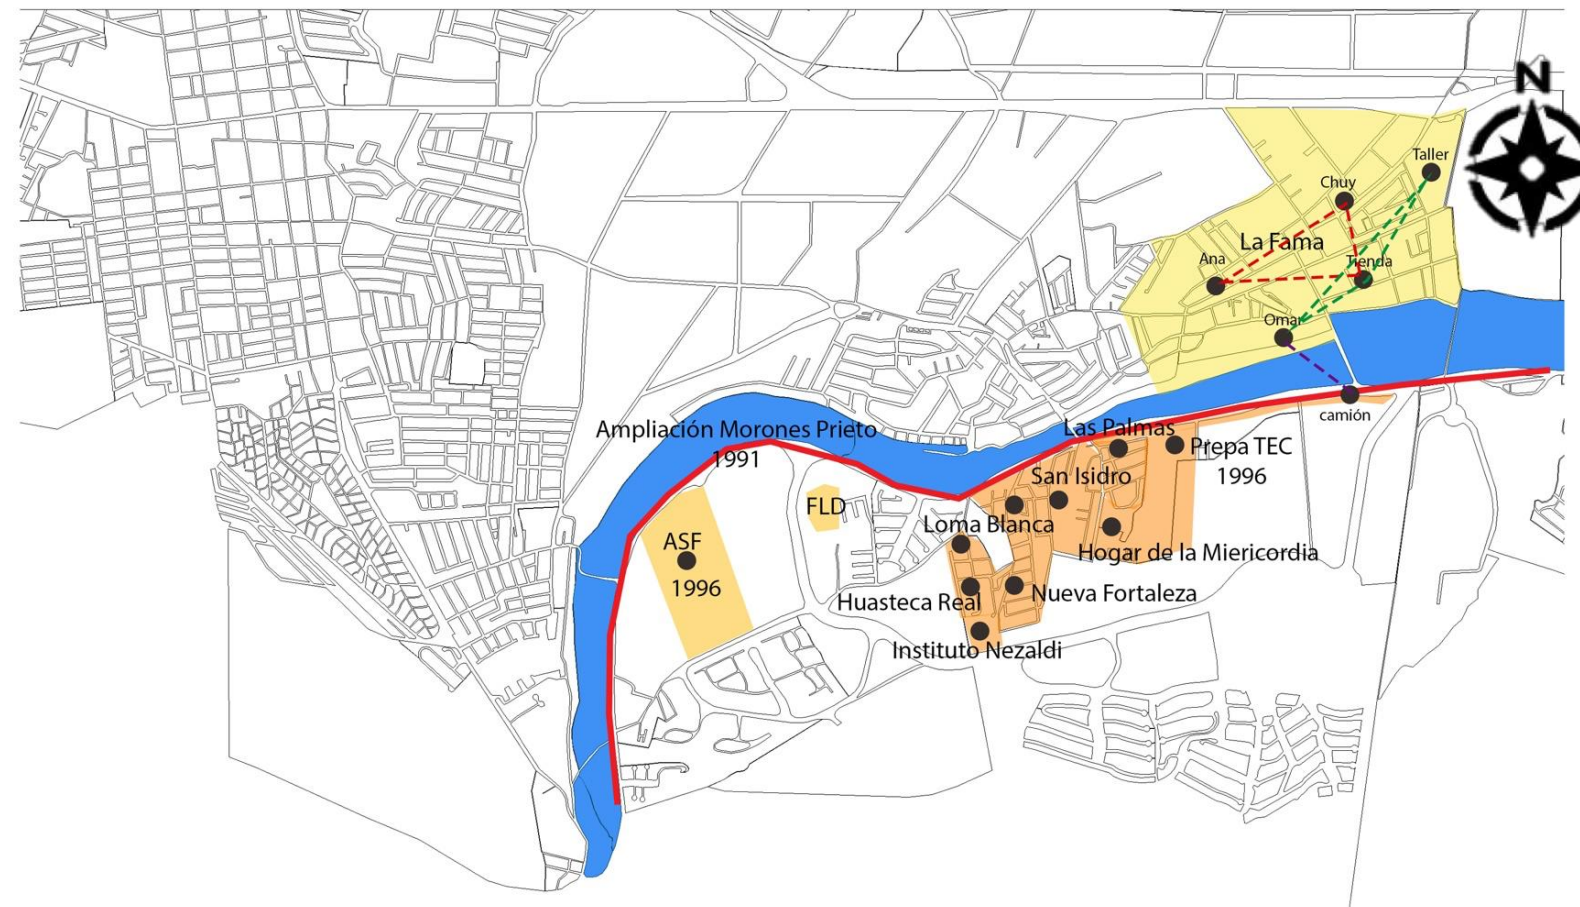 N
Taller
Chuy
La Fama
Ana
Tienda
Omar
camión
Ampliación Morones Prieto
1991
Las Palmas
Prepa TEC
1996
San Isidro
FLD
Loma Blanca
ASF
1996
Hogar de la Miericordia
Huasteca Real
Nueva Fortaleza
Instituto Nezaldi